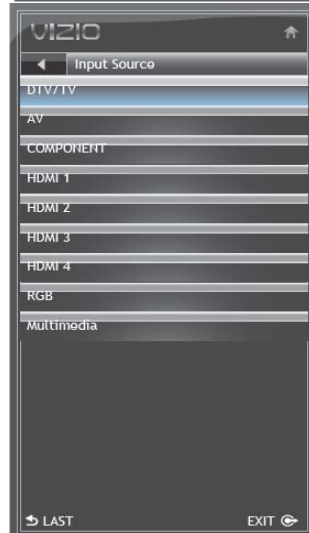 VIZIO
Input Source
DTV/TV
AV
COMPONENT
HDMI 1
HDMI 2
HDMI 3
HDMI 4
RGB
Multimedia
LAST EXIT